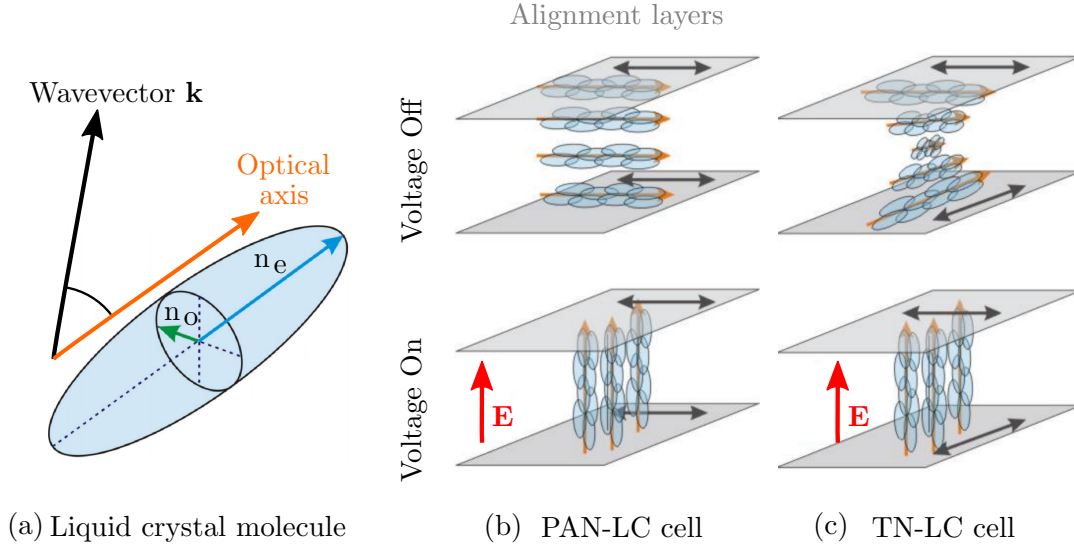 Alignment layers
Wavevector k
Optical
axis
n e
n o
Voltage Off
Voltage On
E
E
(a) Liquid crystal molecule
(b) PAN-LC cell
(c) TN-LC cell